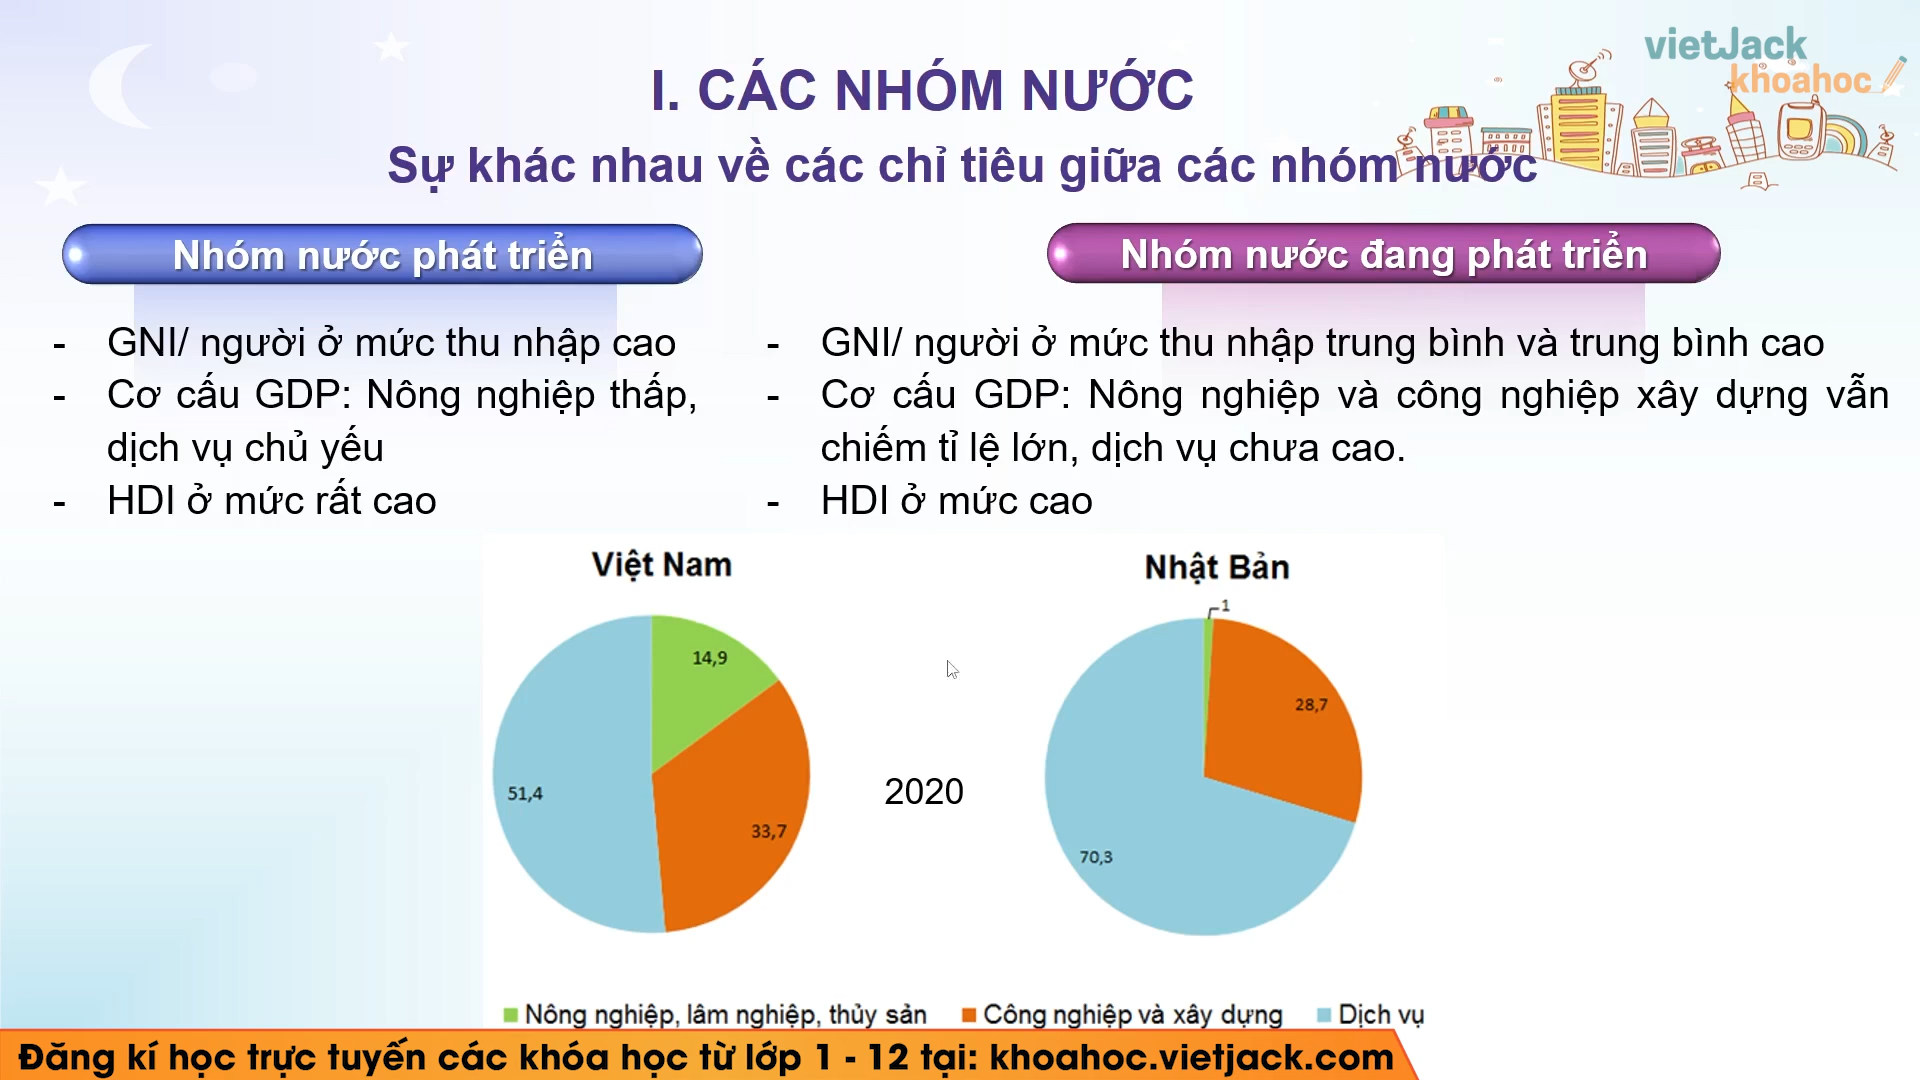 vietJack
khoahoc
I. CÁC NHÓM NƯỚC
Sự khác nhau về các chỉ tiêu giữa các nhóm nước
Nhóm nước phát triển
- GNI/ người ở mức thu nhập cao
- Cơ cấu GDP: Nông nghiệp thấp,
dịch vụ chủ yếu
- HDI ở mức rất cao
Nhóm nước đang phát triển
- GNI/ người ở mức thu nhập trung bình và trung bình cao
- Cơ cấu GDP: Nông nghiệp và công nghiệp xây dựng vẫn
chiếm tỉ lệ lớn, dịch vụ chưa cao.
- HDI ở mức cao
Việt Nam
14,9
51,4
33,7
2020
Nhật Bản
1
28,7
70,3
Nông nghiệp, lâm nghiệp, thủy sản
Công nghiệp và xây dựng
Dịch vụ
Đăng kí học trực tuyến các khóa học từ lớp 1 - 12 tại: khoahoc.vietjack.com